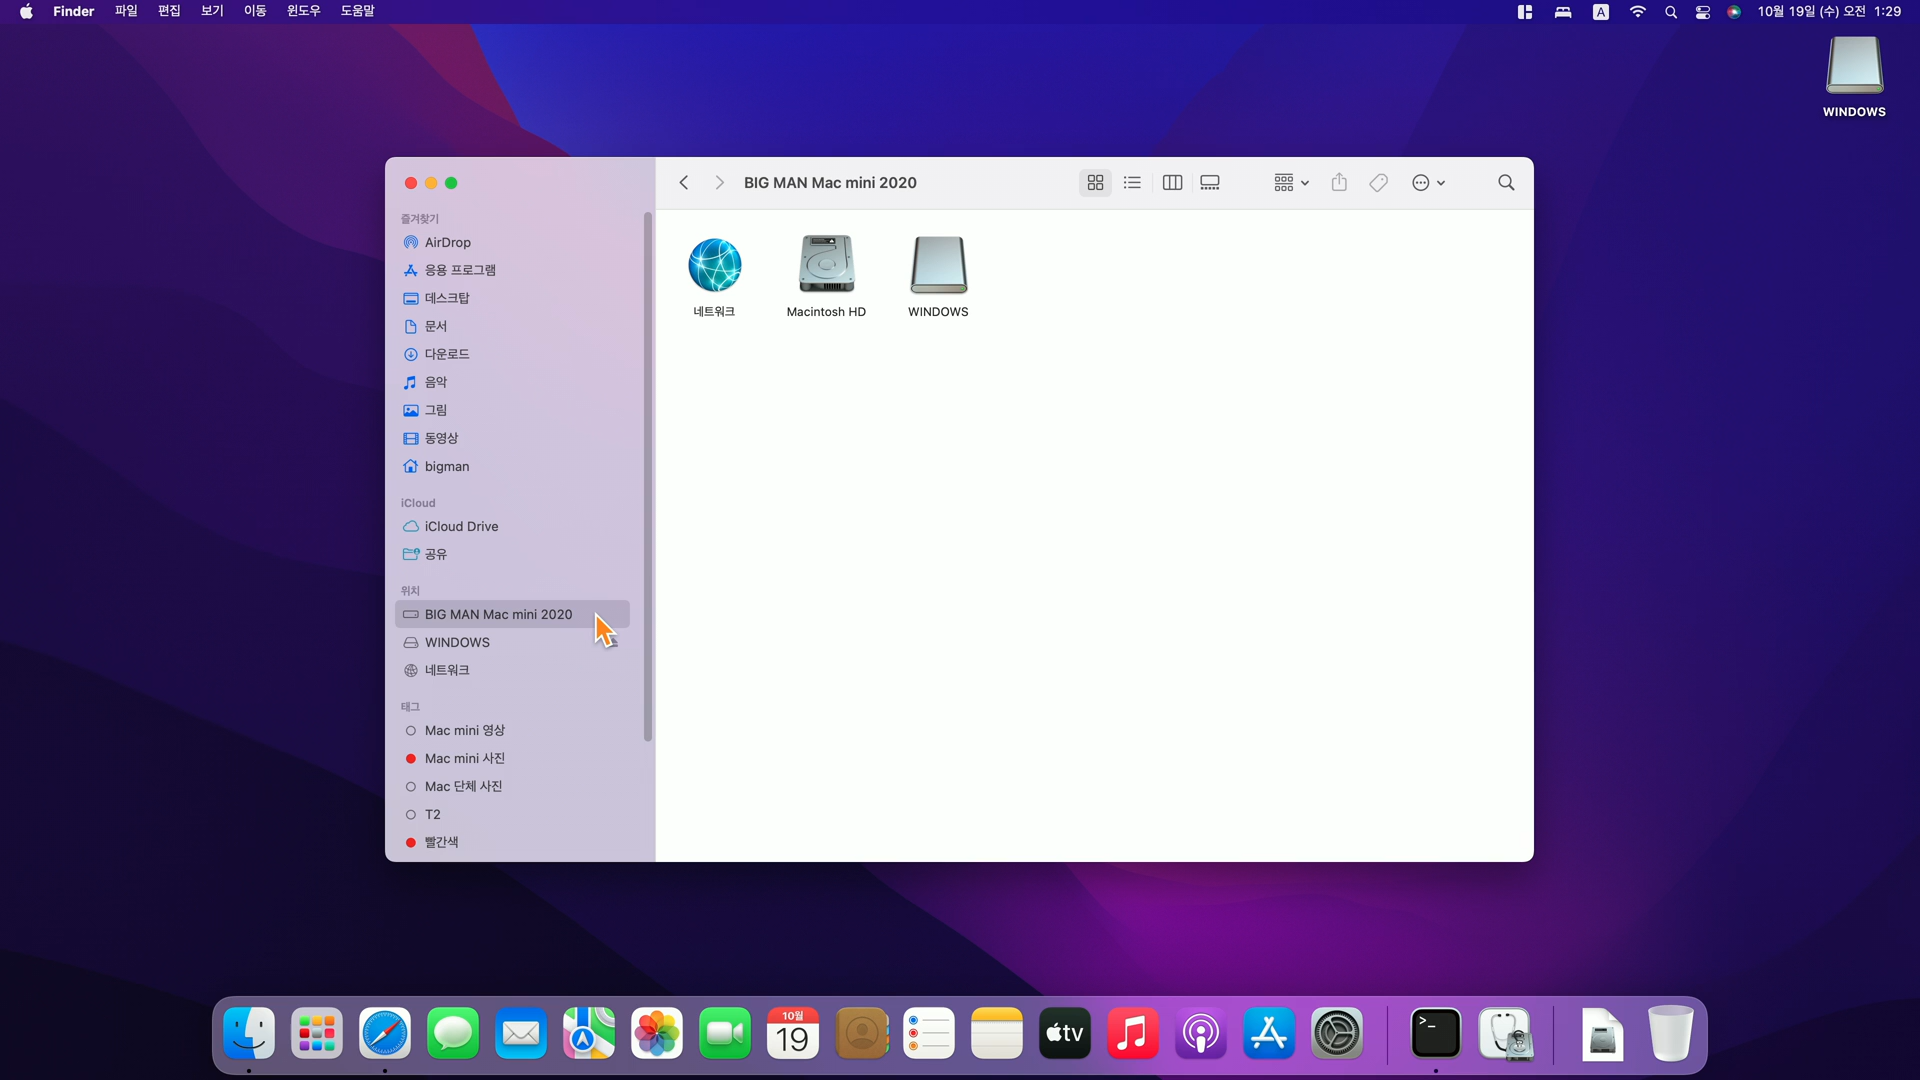 Finder 파일 편집 보기 이동 윈도우 도움말 A 10월 19일 (수) 오전 1:29
WINDOWS
BIG MAN Mac mini 2020
즐겨찾기
AirDrop
응용 프로그램
데스크탑
문서
다운로드
음악
그림
동영상
bigman
iCloud
iCloud Drive
공유
위치
BIG MAN Mac mini 2020
WINDOWS
네트워크
태그
Mac mini 영상
Mac mini 사진
Mac 단체 사진
T2
빨간색
네트워크
Macintosh HD
WINDOWS
10월
19
tv
>_